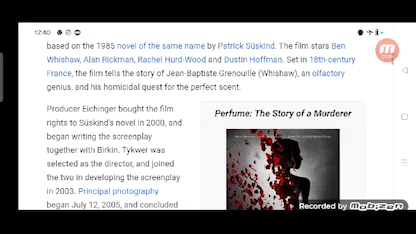 12:40
based on the 1985 novel of the same name by Patrick Süskind. The film stars Ben
Whishaw, Alan Rickman, Rachel Hurd-Wood and Dustin Hoffman. Set in 18th-century
France, the film tells the story of Jean-Baptiste Grenouille (Whishaw), an olfactory
genius, and his homicidal quest for the perfect scent.
Producer Eichinger bought the film
rights to Süskind's novel in 2000, and
began writing the screenplay
together with Birkin. Tykwer was
selected as the director, and joined
the two in developing the screenplay
in 2003. Principal photography
began July 12, 2005, and concluded
Perfume: The Story of a Murderer
Recorded by Mobizen